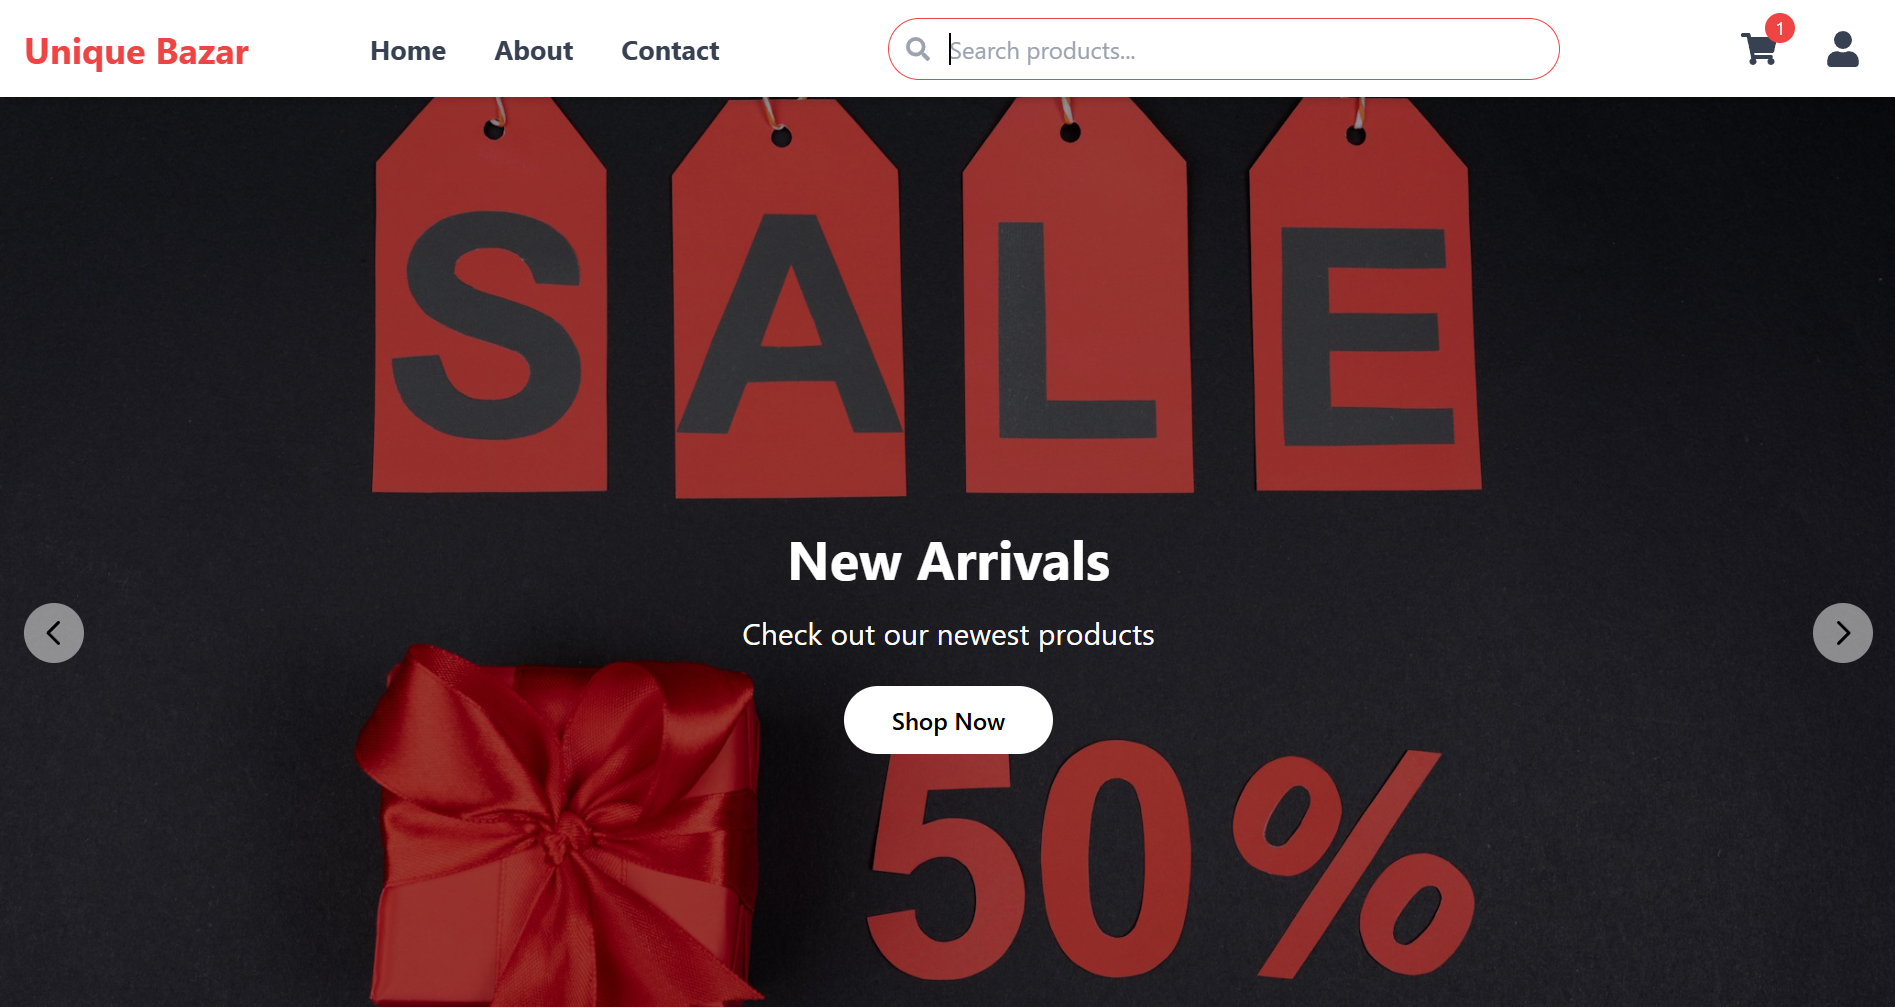 Unique Bazar
Home
About
Contact
Search products...
1
SALE
New Arrivals
Check out our newest products
Shop Now
50%